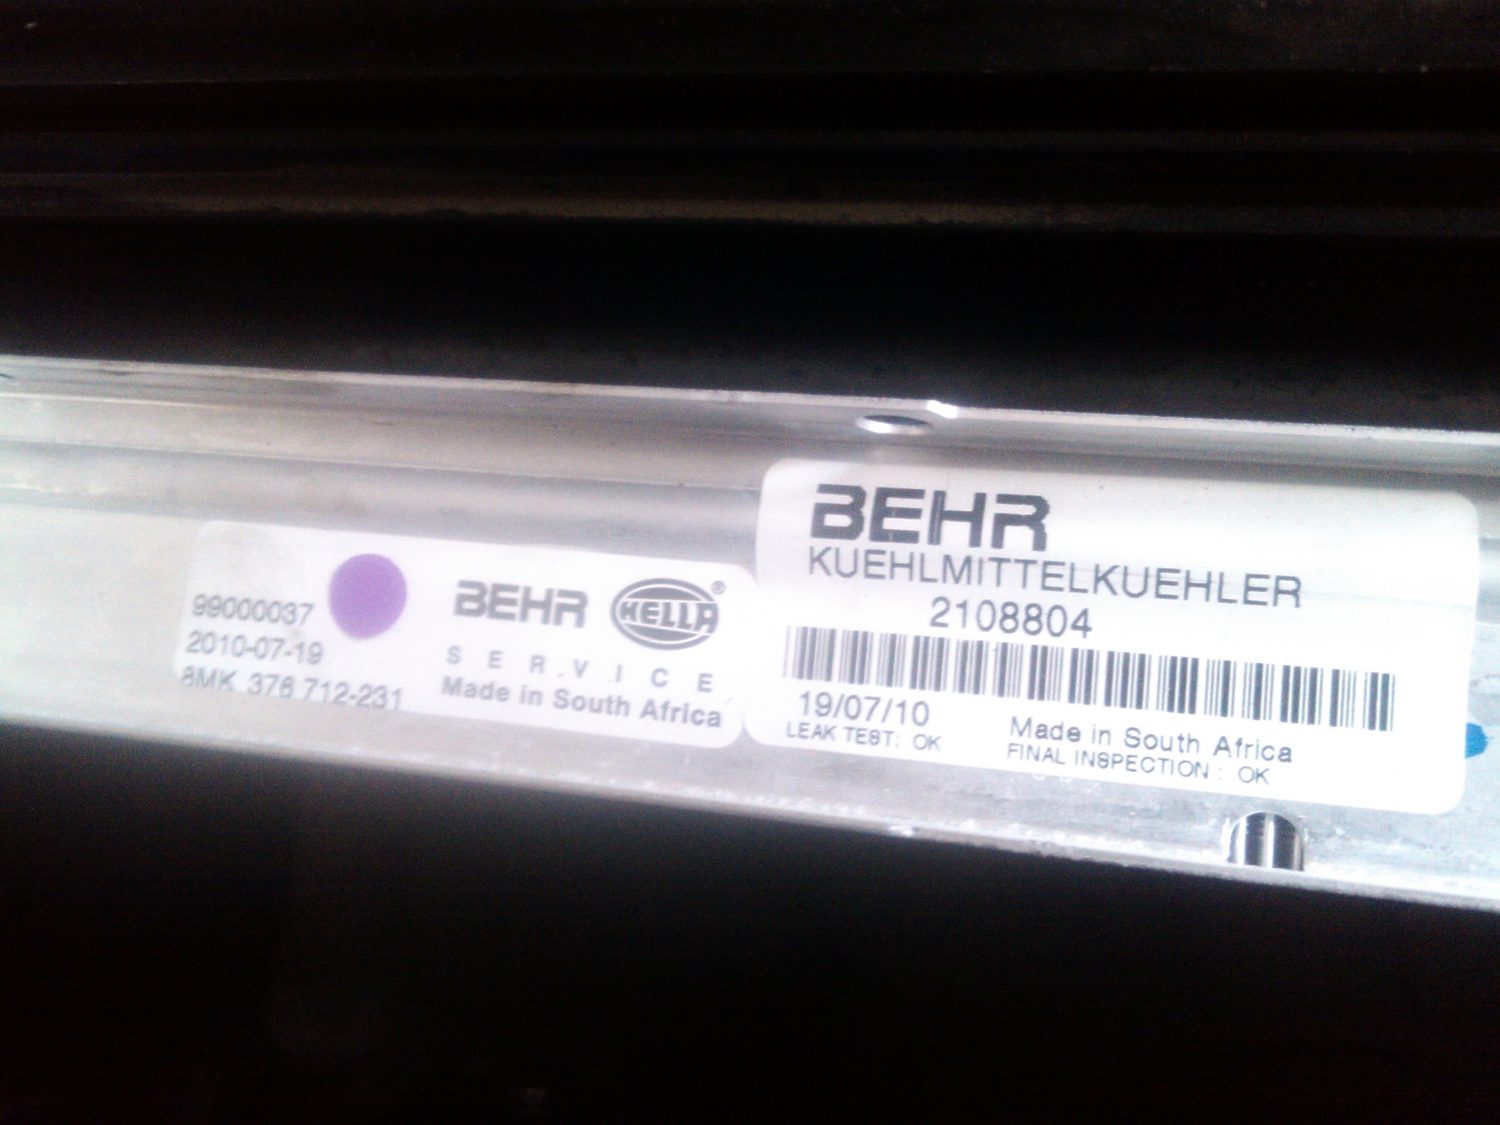 99000037
2010-07-19
8MK 376 712-231
BEHR HELLA®
SERVICE
Made in South Africa
BEHR
KUEHLMITTELKUEHLER
2108804
19/07/10
LEAK TEST: OK
Made in South Africa
FINAL INSPECTION : OK